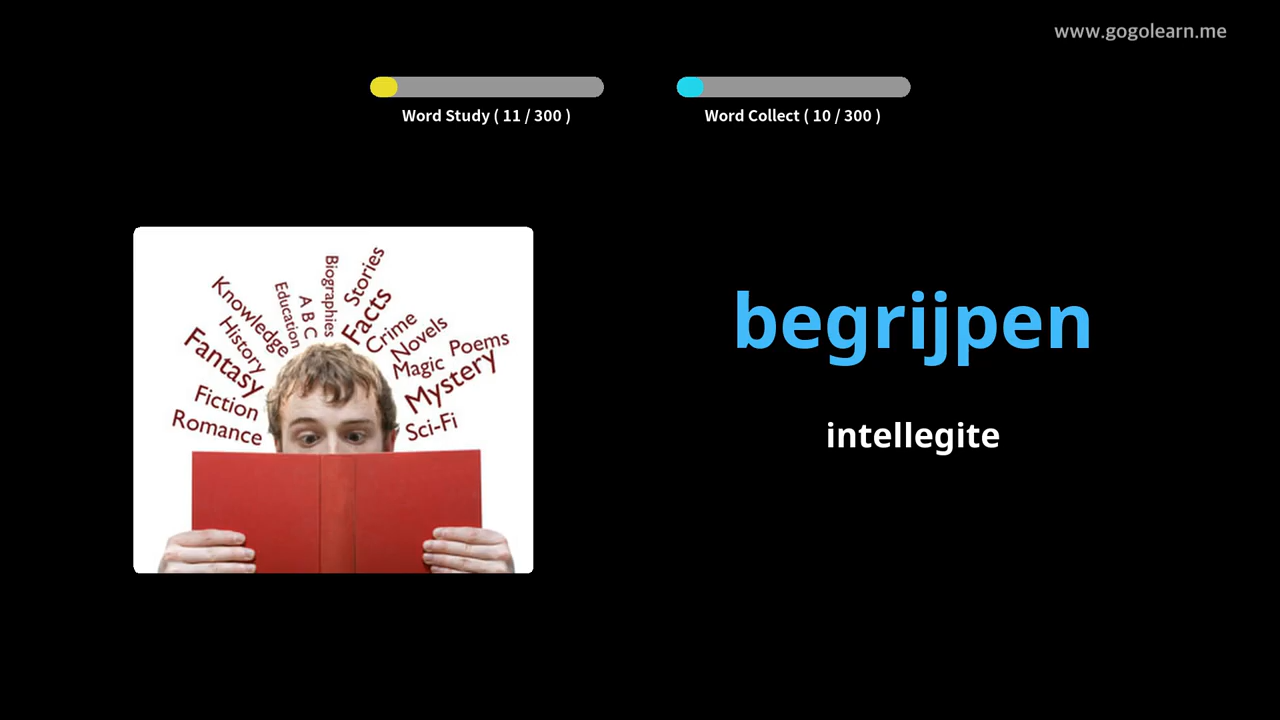 www.gogolearn.me
Word Study ( 11 / 300 )
Word Collect ( 10 / 300 )
Knowledge
History
Fantasy
Fiction
Romance
Education
A B C
Biographies
Stories
Facts
Crime
Novels
Magic
Poems
Mystery
Sci-Fi
begrijpen
intellegite